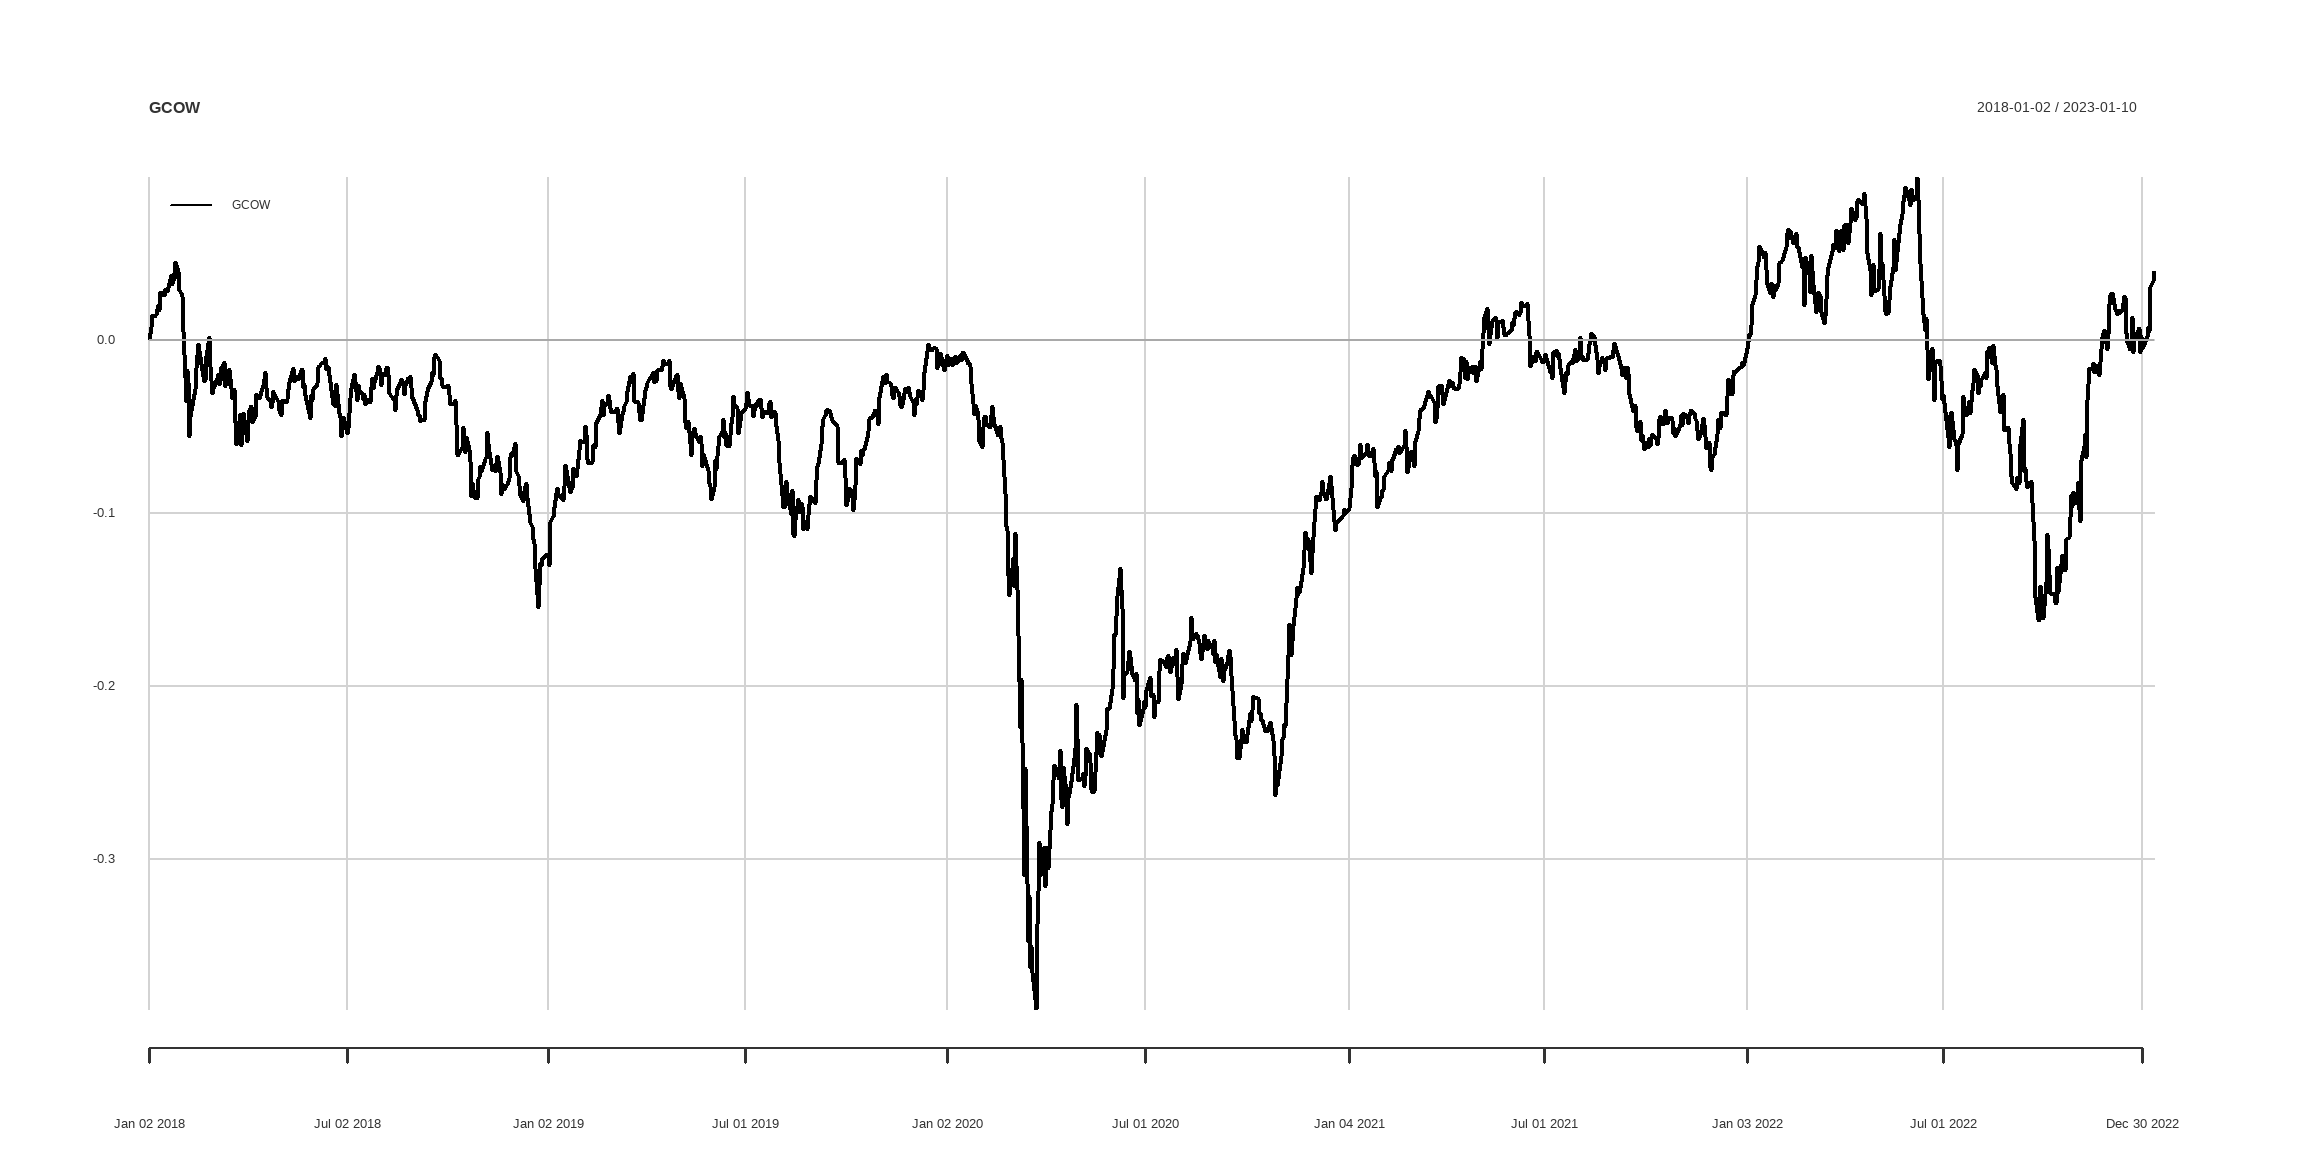 GCOW
2018-01-02 / 2023-01-10
GCOW
0.0
-0.1
-0.2
-0.3
Jan 02 2018
Jul 02 2018
Jan 02 2019
Jul 01 2019
Jan 02 2020
Jul 01 2020
Jan 04 2021
Jul 01 2021
Jan 03 2022
Jul 01 2022
Dec 30 2022